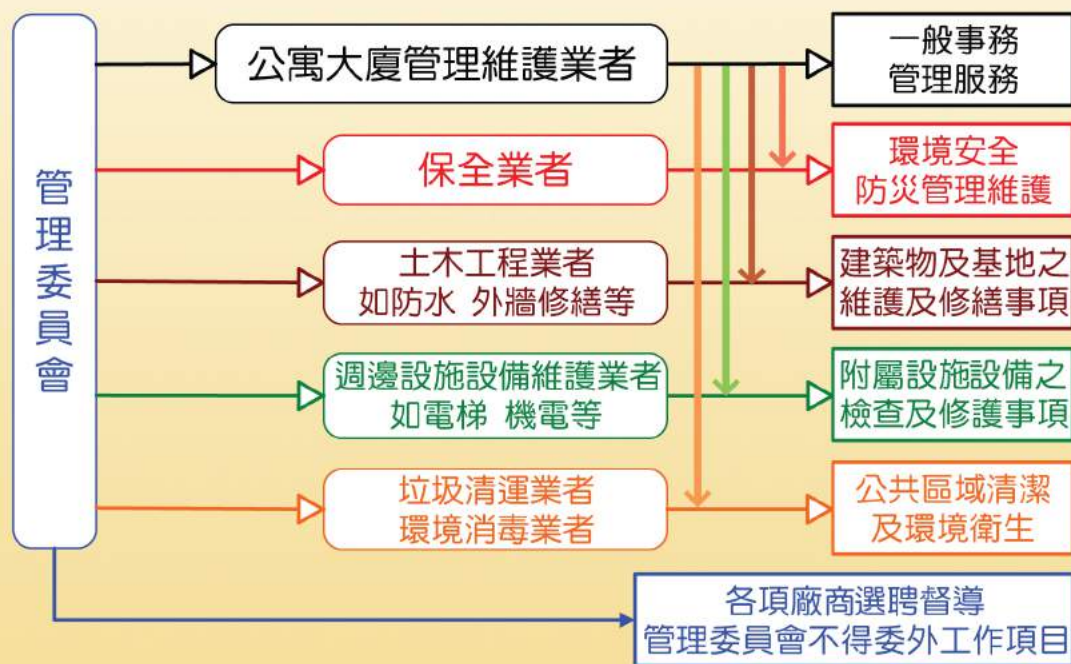 管理委員會
公寓大廈管理維護業者
一般事務
管理服務
保全業者
環境安全
防災管理維護
土木工程業者
如防水 外牆修繕等
建築物及基地之
維護及修繕事項
週邊設施設備維護業者
如電梯 機電等
附屬設施設備之
檢查及修護事項
垃圾清運業者
環境消毒業者
公共區域清潔
及環境衛生
各項廠商選聘督導
管理委員會不得委外工作項目